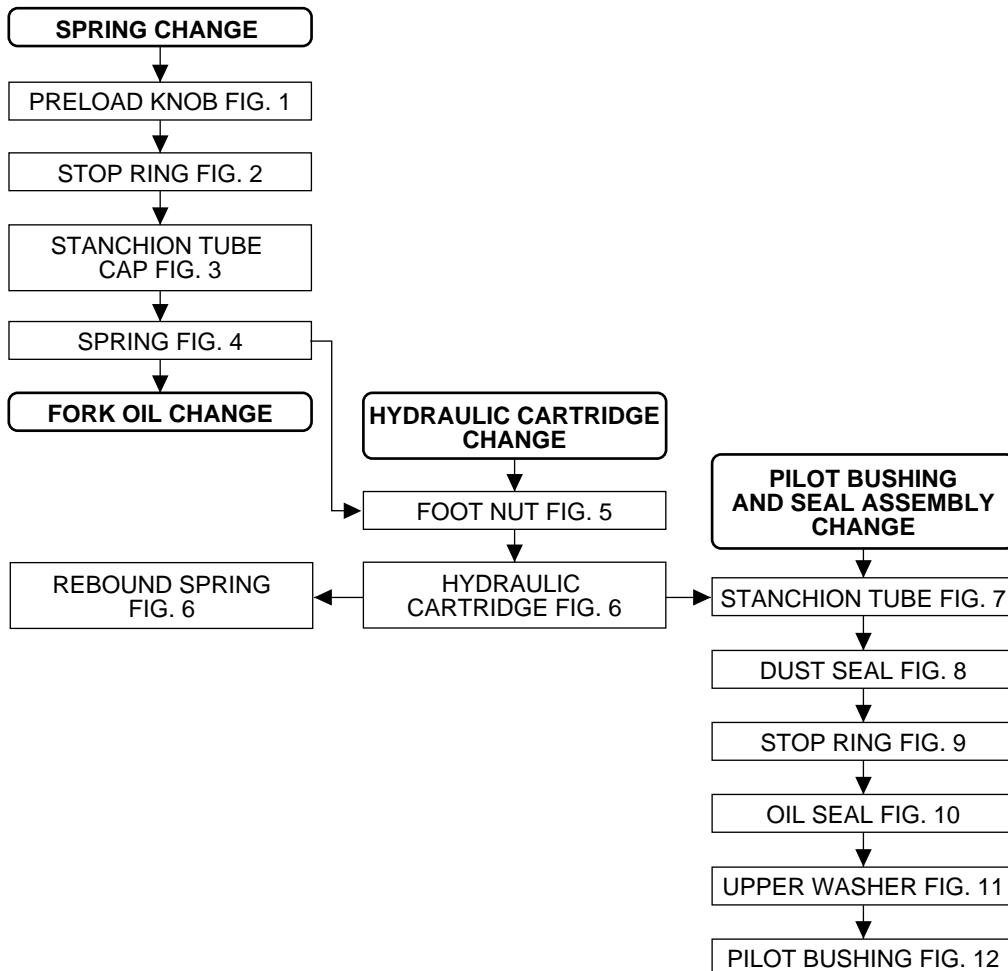 SPRING CHANGE
PRELOAD KNOB FIG. 1
STOP RING FIG. 2
STANCHION TUBE
CAP FIG. 3
SPRING FIG. 4
FORK OIL CHANGE
HYDRAULIC CARTRIDGE
CHANGE
FOOT NUT FIG. 5
HYDRAULIC
CARTRIDGE FIG. 6
REBOUND SPRING
FIG. 6
PILOT BUSHING
AND SEAL ASSEMBLY
CHANGE
STANCHION TUBE FIG. 7
DUST SEAL FIG. 8
STOP RING FIG. 9
OIL SEAL FIG. 10
UPPER WASHER FIG. 11
PILOT BUSHING FIG. 12